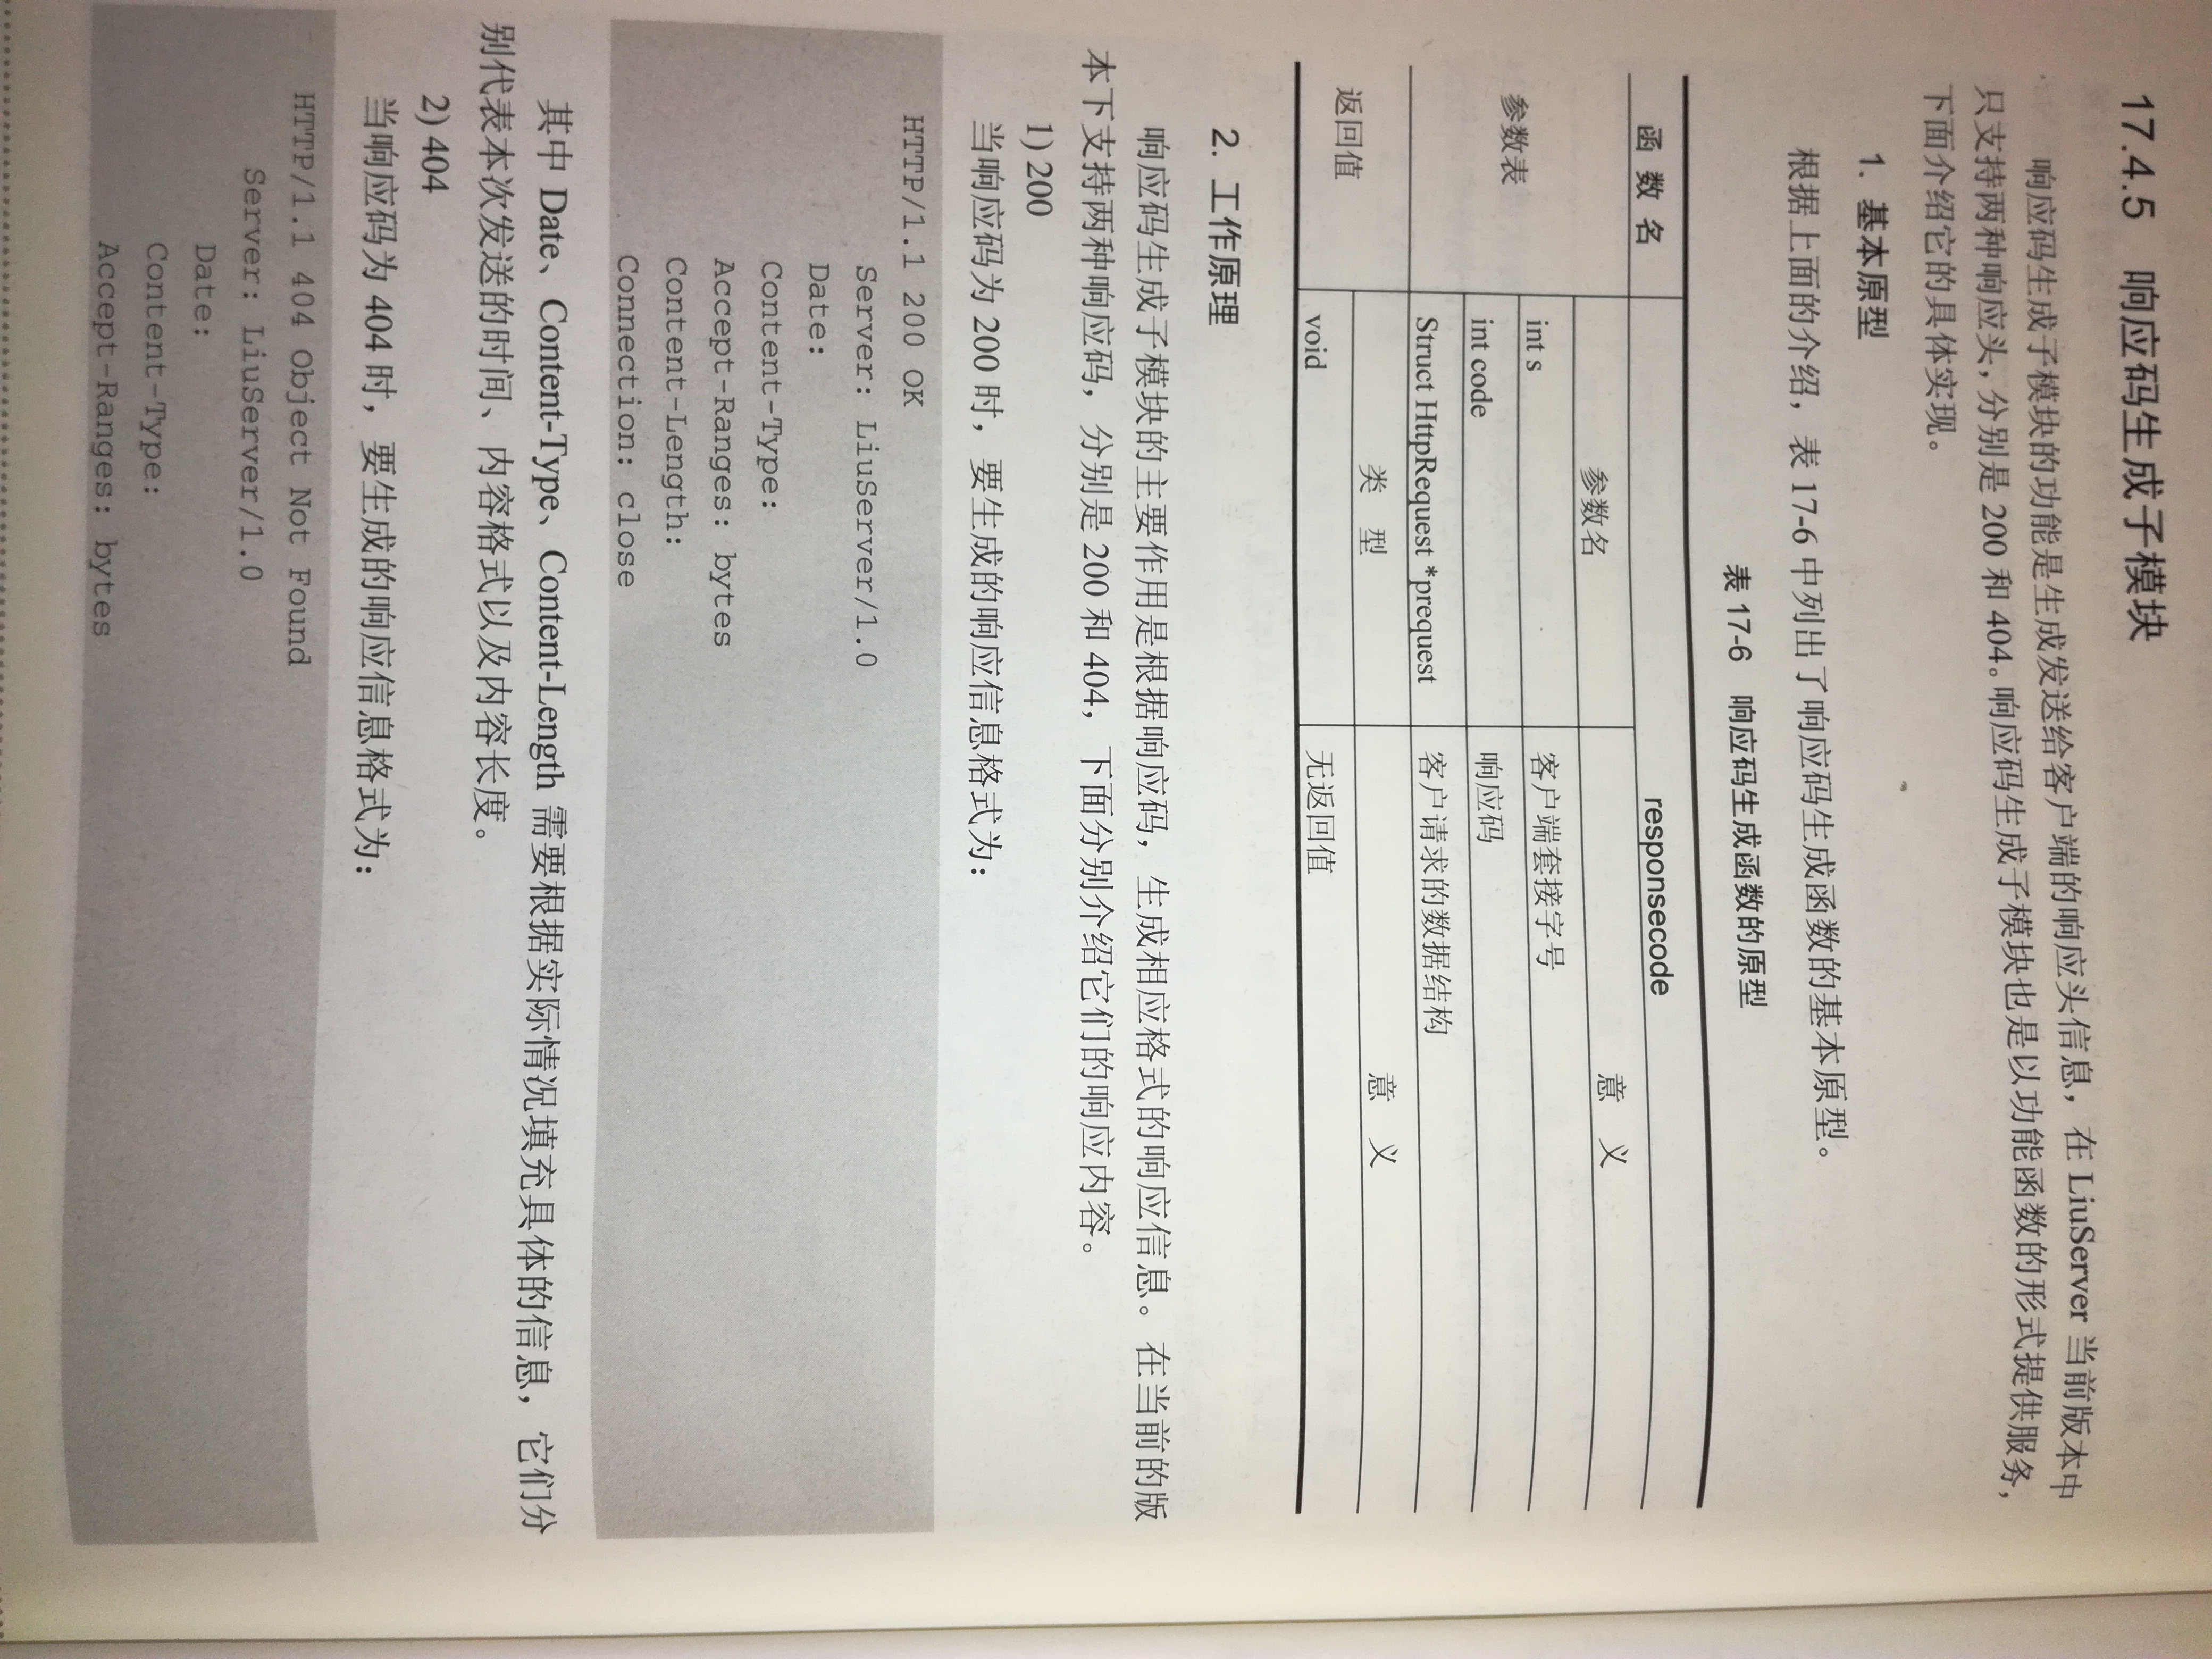 17.4.5 响应码生成子模块
响应码生成子模块的功能是生成发送给客户端的响应头信息，在 LiuServer 当前版本中
只支持两种响应头，分别是 200 和 404。响应码生成子模块也是以功能函数的形式提供服务，
下面介绍它的具体实现。
1. 基本原型
根据上面的介绍，表 17-6 中列出了响应码生成函数的基本原型。
表 17-6 响应码生成函数的原型
函 数 名 responsecode
参数表 参数名 意 义
int s 客户端套接字号
int code 响应码
Struct HttpRequest *prequest 客户请求的数据结构
返回值 类 型 意 义
void 无返回值
2. 工作原理
响应码生成子模块的主要作用是根据响应码，生成相应格式的响应信息。在当前的版
本下支持两种响应码，分别是 200 和 404，下面分别介绍它们的响应内容。
1) 200
当响应码为 200 时，要生成的响应信息格式为：
HTTP/1.1 200 OK
Server: LiuServer/1.0
Date:
Content-Type:
Accept-Ranges: bytes
Content-Length:
Connection: close
其中 Date、Content-Type、Content-Length 需要根据实际情况填充具体的信息，它们分
别代表本次发送的时间、内容格式以及内容长度。
2) 404
当响应码为 404 时，要生成的响应信息格式为：
HTTP/1.1 404 Object Not Found
Server: LiuServer/1.0
Date:
Content-Type:
Accept-Ranges: bytes